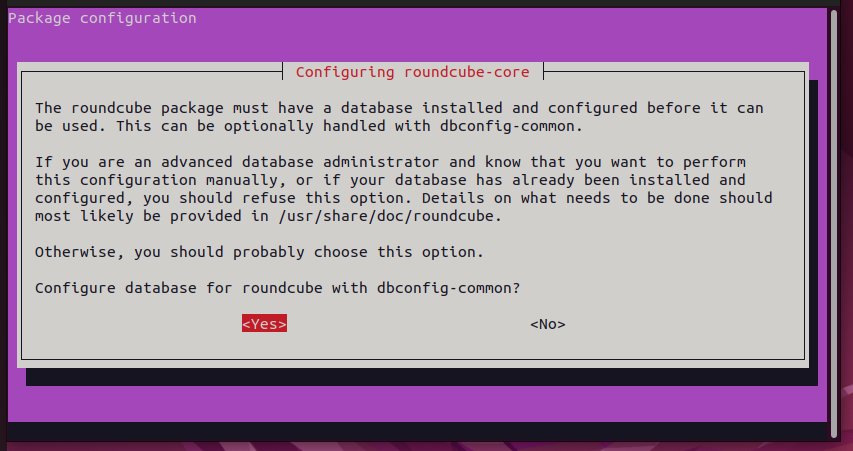 Package configuration
Configuring roundcube-core
The roundcube package must have a database installed and configured before it can
be used. This can be optionally handled with dbconfig-common.
If you are an advanced database administrator and know that you want to perform
this configuration manually, or if your database has already been installed and
configured, you should refuse this option. Details on what needs to be done should
most likely be provided in /usr/share/doc/roundcube.
Otherwise, you should probably choose this option.
Configure database for roundcube with dbconfig-common?
<Yes> <No>